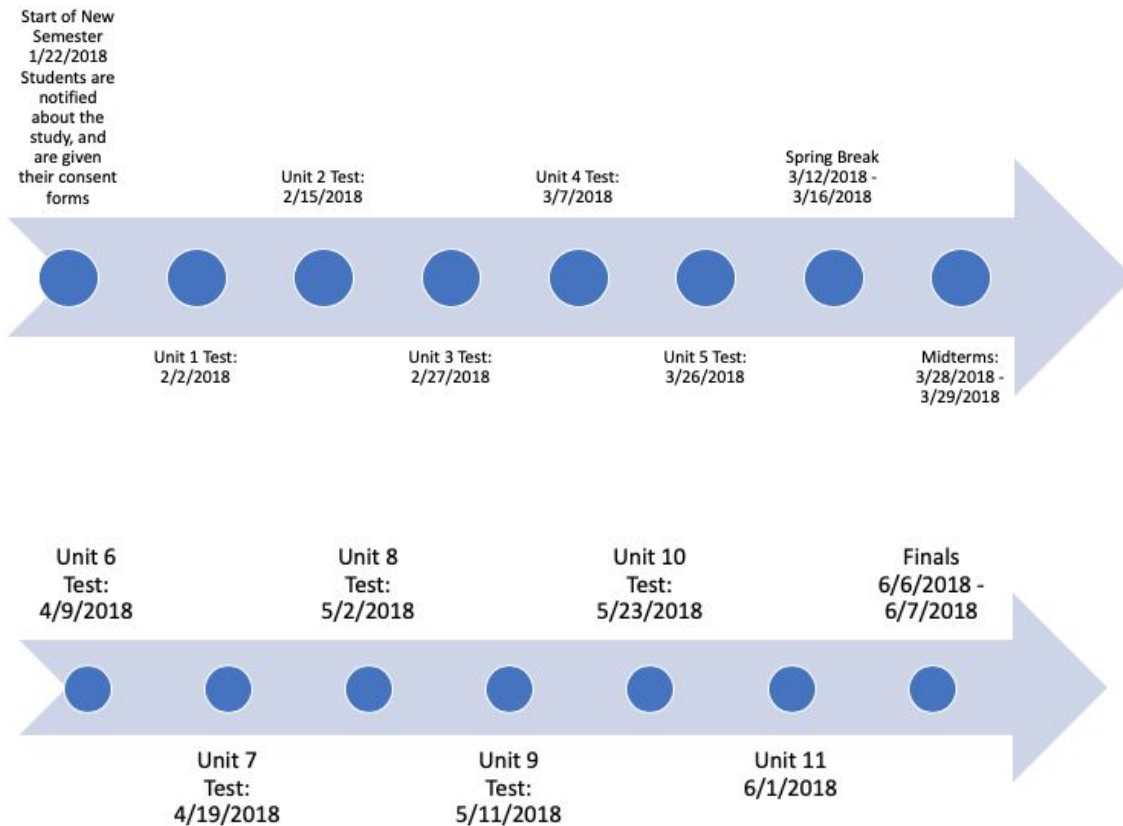 Start of New
Semester
1/22/2018
Students are
notified
about the
study, and
are given
their consent
forms
Unit 1 Test:
2/2/2018
Unit 2 Test:
2/15/2018
Unit 3 Test:
2/27/2018
Unit 4 Test:
3/7/2018
Unit 5 Test:
3/26/2018
Spring Break
3/12/2018 -
3/16/2018
Midterms:
3/28/2018 -
3/29/2018
Unit 6
Test:
4/9/2018
Unit 7
Test:
4/19/2018
Unit 8
Test:
5/2/2018
Unit 9
Test:
5/11/2018
Unit 10
Test:
5/23/2018
Unit 11
6/1/2018
Finals
6/6/2018 -
6/7/2018